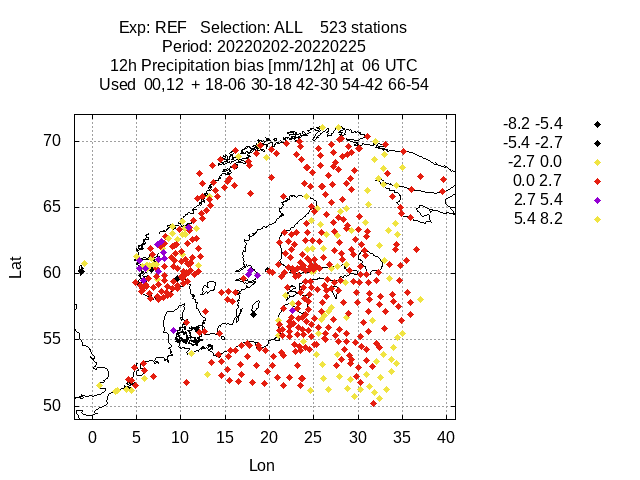 Exp: REF   Selection: ALL    523 stations
Period: 20220202-20220225
12h Precipitation bias [mm/12h] at  06 UTC
Used  00,12  + 18-06 30-18 42-30 54-42 66-54
-8.2 -5.4
-5.4 -2.7
-2.7 0.0
0.0 2.7
2.7 5.4
5.4 8.2
70
65
60
55
50
Lat
0 5 10 15 20 25 30 35 40
Lon